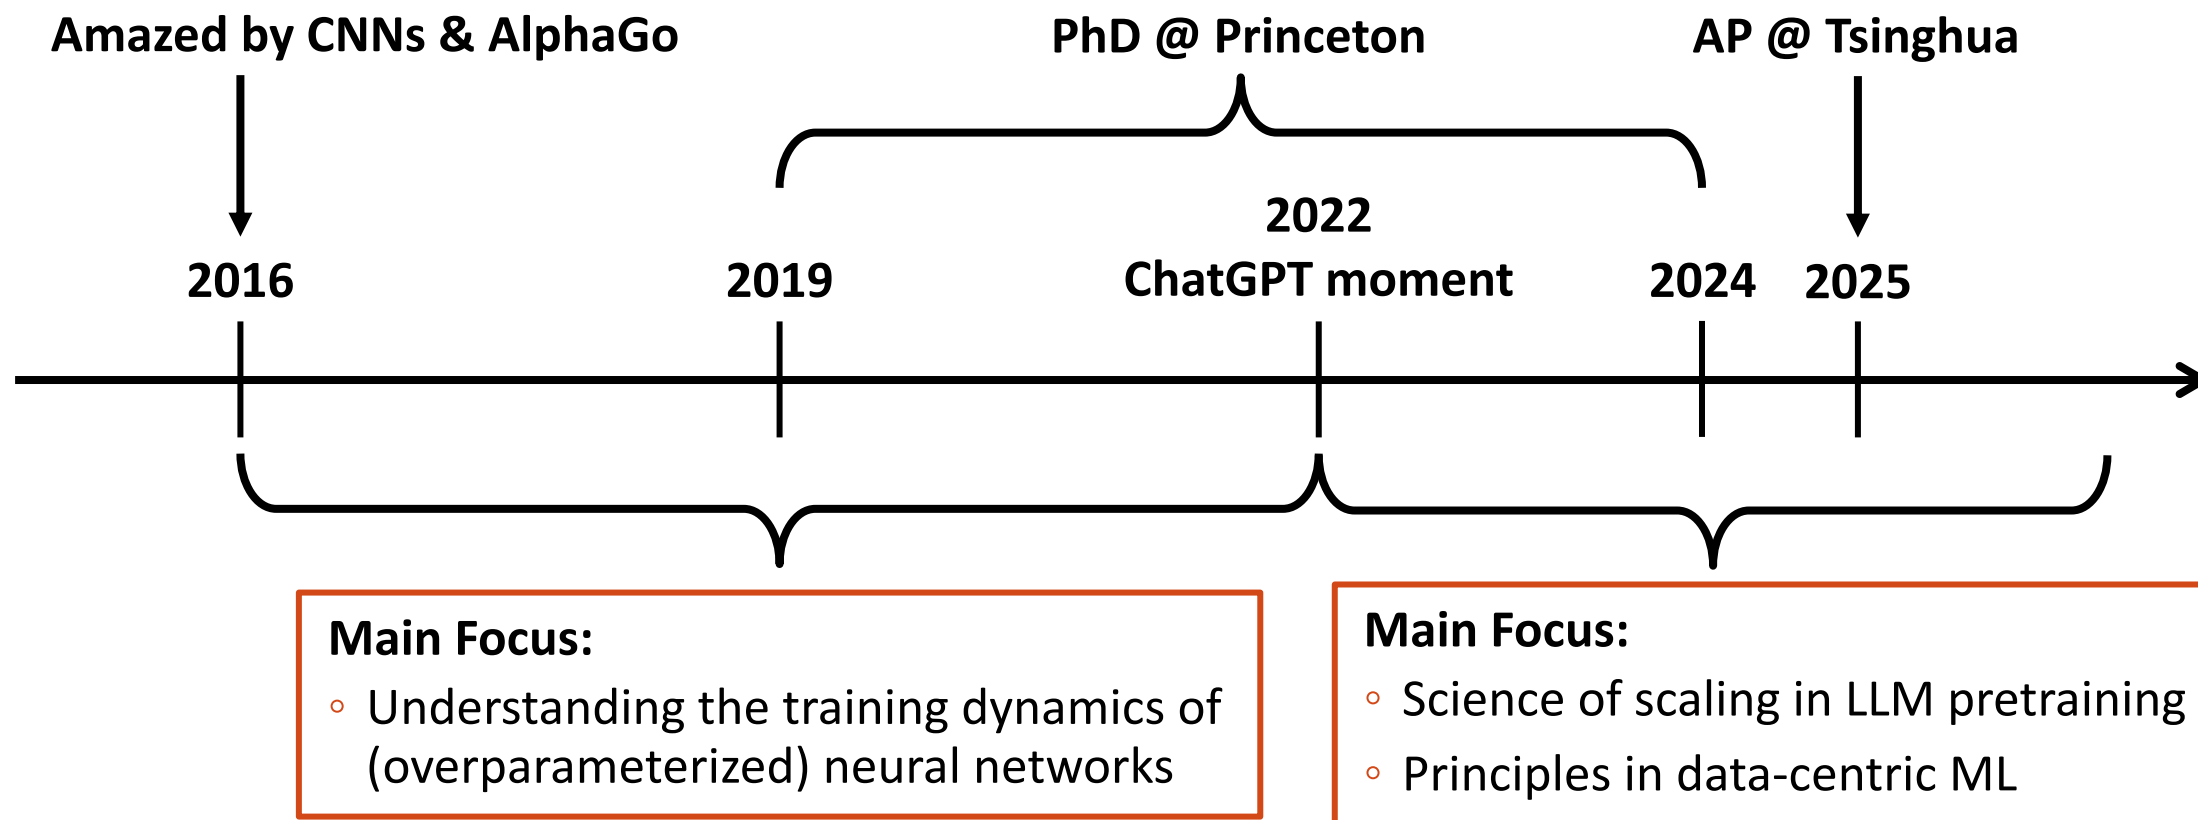 Amazed by CNNs & AlphaGo
PhD @ Princeton
AP @ Tsinghua
2016
2019
2022
ChatGPT moment
2024
2025
Main Focus:
◦ Understanding the training dynamics of
(overparameterized) neural networks
Main Focus:
◦ Science of scaling in LLM pretraining
◦ Principles in data-centric ML